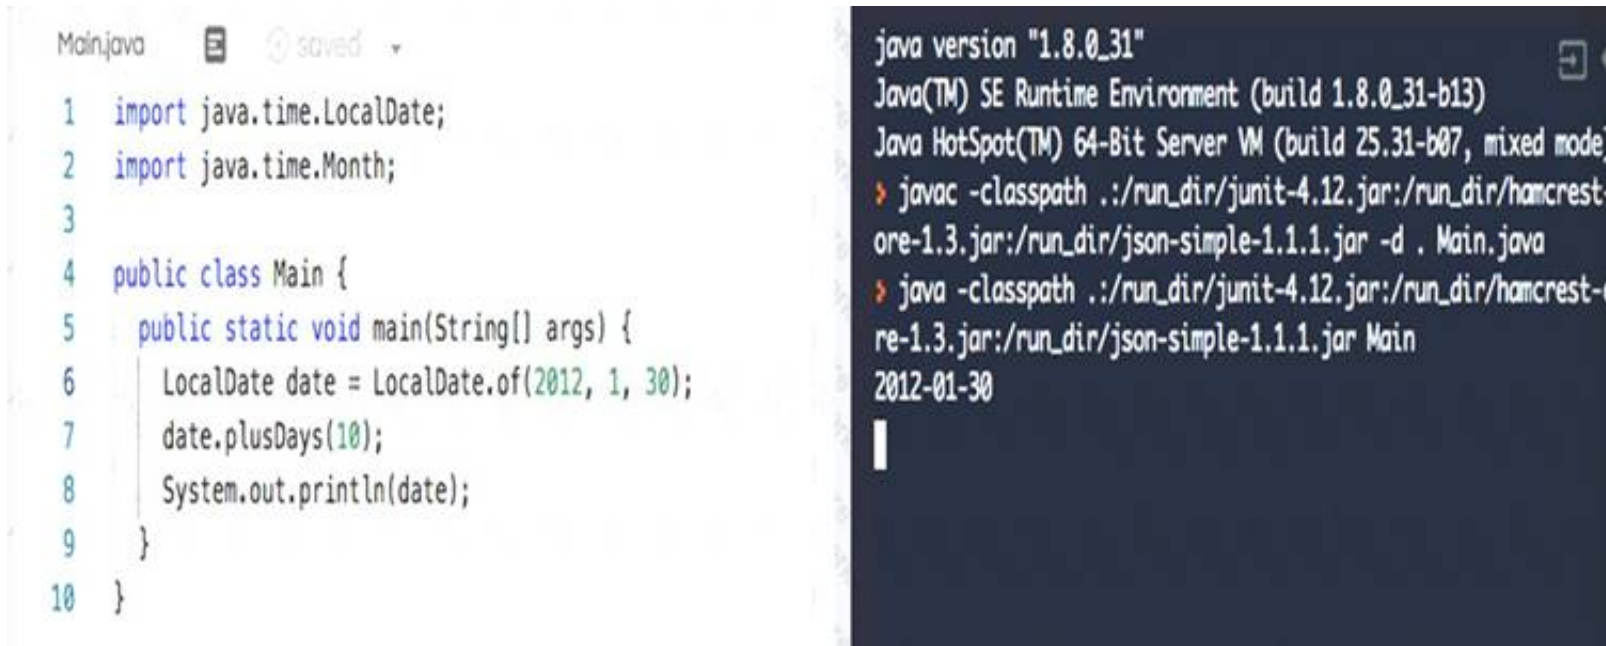 Main.java saved
1 import java.time.LocalDate;
2 import java.time.Month;
3
4 public class Main {
5 public static void main(String[] args) {
6 LocalDate date = LocalDate.of(2012, 1, 30);
7 date.plusDays(10);
8 System.out.println(date);
9 }
10 }
java version "1.8.0_31"
Java(TM) SE Runtime Environment (build 1.8.0_31-b13)
Java HotSpot(TM) 64-Bit Server VM (build 25.31-b07, mixed mode)
› javac -classpath .:/run_dir/junit-4.12.jar:/run_dir/hamcrest-
ore-1.3.jar:/run_dir/json-simple-1.1.1.jar -d . Main.java
› java -classpath .:/run_dir/junit-4.12.jar:/run_dir/hamcrest-
re-1.3.jar:/run_dir/json-simple-1.1.1.jar Main
2012-01-30